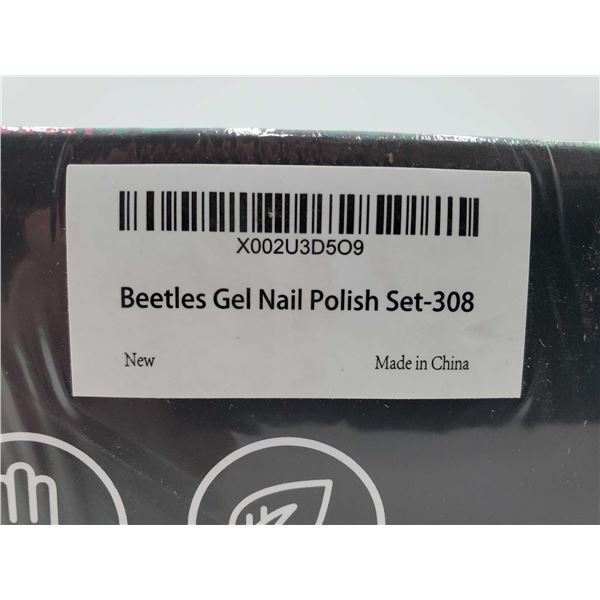 X002U3D5O9
Beetles Gel Nail Polish Set-308
New
Made in China